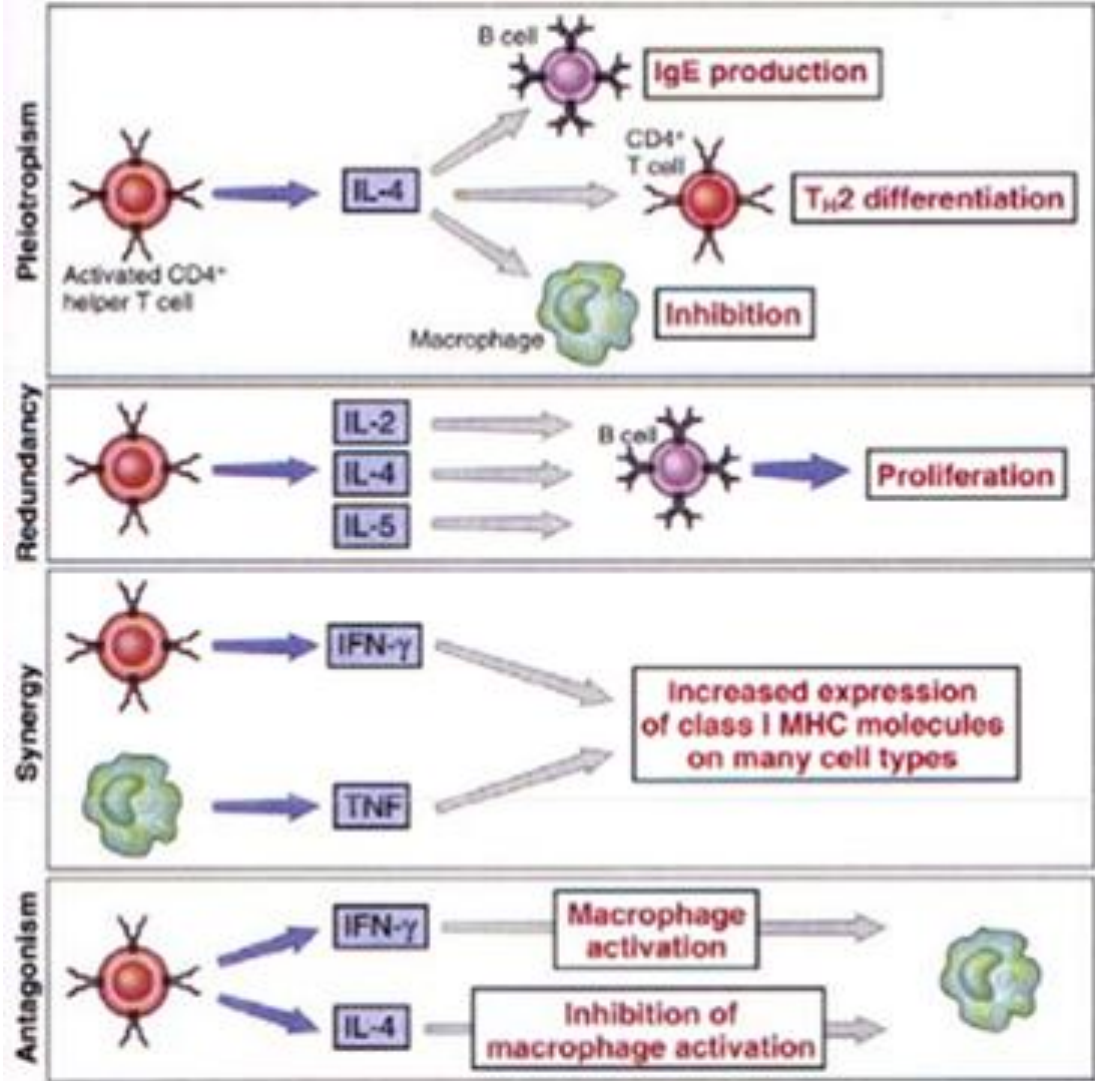 Pleiotropism
B cell
IgE production
CD4+
T cell
IL-4
TH2 differentiation
Activated CD4+
helper T cell
Macrophage
Inhibition
Redundancy
IL-2
IL-4
IL-5
B cell
Proliferation
Synergy
IFN-γ
TNF
Increased expression
of class I MHC molecules
on many cell types
Antagonism
IFN-γ
Macrophage
activation
IL-4
Inhibition of
macrophage activation